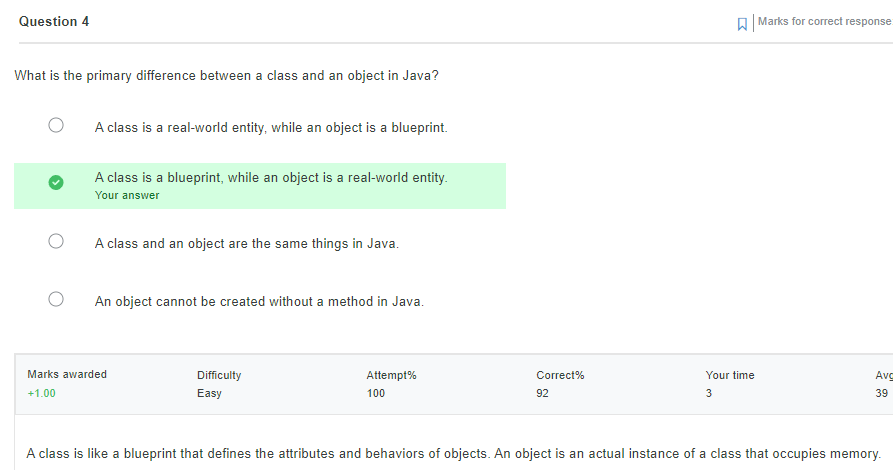 Question 4
Marks for correct response
What is the primary difference between a class and an object in Java?
A class is a real-world entity, while an object is a blueprint.
A class is a blueprint, while an object is a real-world entity.
Your answer
A class and an object are the same things in Java.
An object cannot be created without a method in Java.
Marks awarded Difficulty Attempt% Correct% Your time Avg
+1.00 Easy 100 92 3 39
A class is like a blueprint that defines the attributes and behaviors of objects. An object is an actual instance of a class that occupies memory.